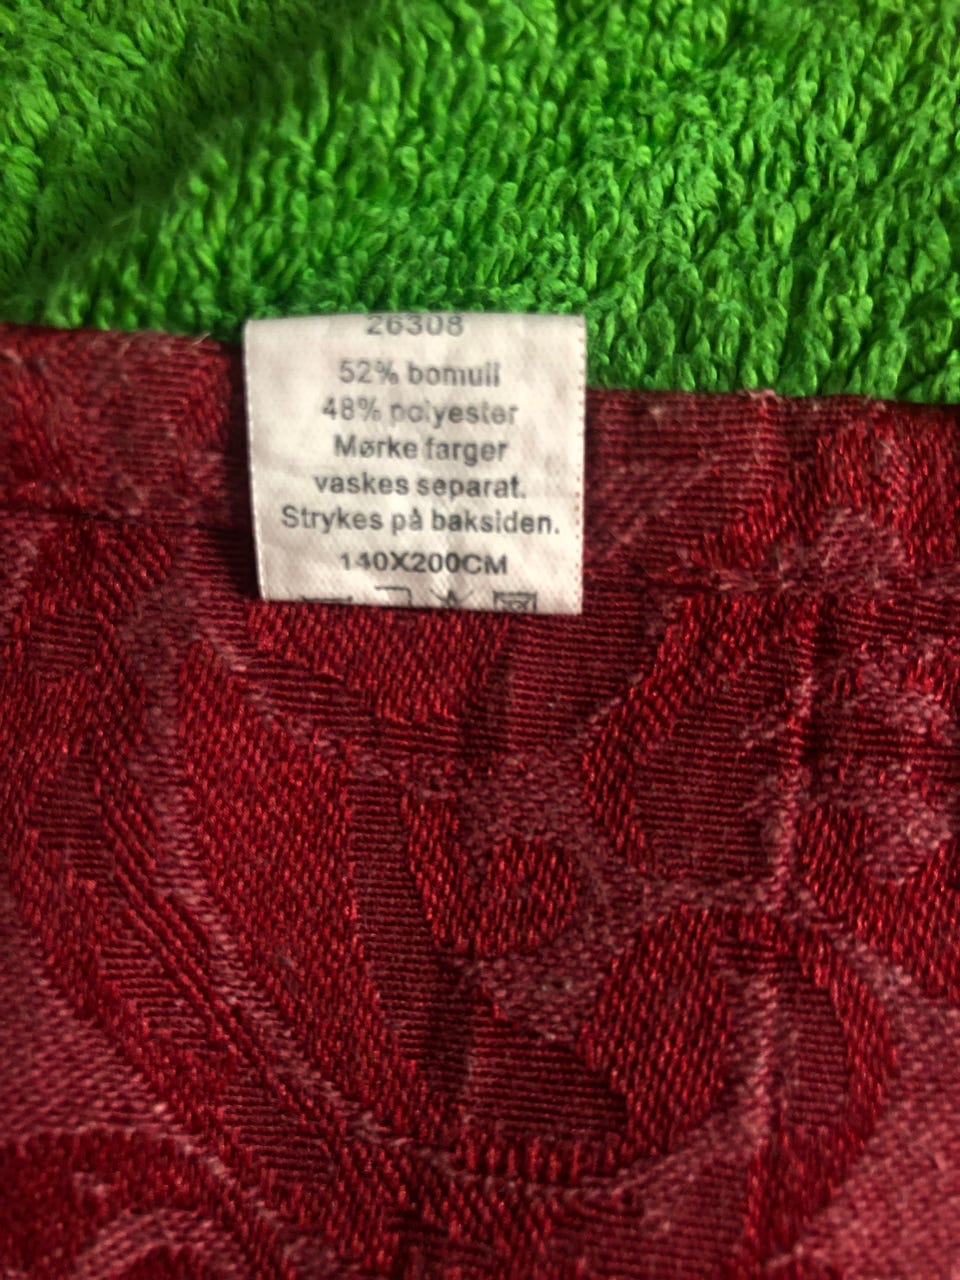 26308
52% bomull
48% polyester
Mørke farger
vaskes separat.
Strykes på baksiden.
140X200CM